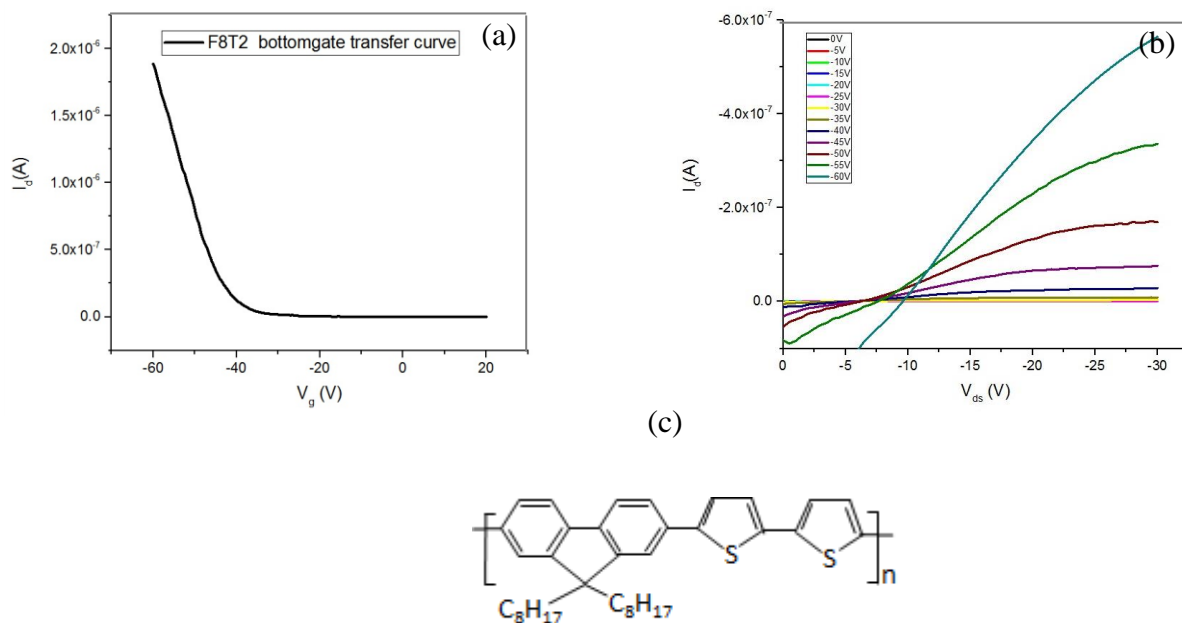 (a)
F8T2 bottomgate transfer curve
2.0x10⁻⁶
1.5x10⁻⁶
1.0x10⁻⁶
5.0x10⁻⁷
0.0
I_d(A)
-60 -40 -20 0 20
V_g (V)
(b)
-6.0x10⁻⁷
-4.0x10⁻⁷
-2.0x10⁻⁷
0.0
I_d(A)
0V
-5V
-10V
-15V
-20V
-25V
-30V
-35V
-40V
-45V
-50V
-55V
-60V
0 -5 -10 -15 -20 -25 -30
V_ds (V)
(c)
S S
n
C₈H₁₇ C₈H₁₇